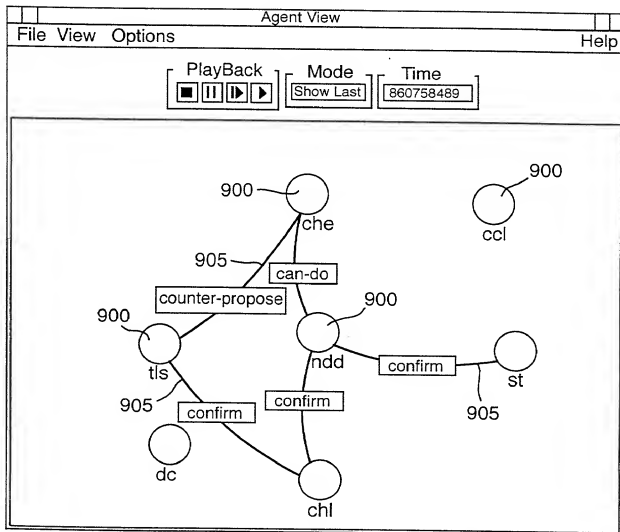 Agent View
File View Options Help
PlayBack Mode Time
Show Last 860758489
900 900
che ccl
905
can-do
counter-propose
900 900
tls ndd st
confirm
905 905
confirm confirm
dc
chl